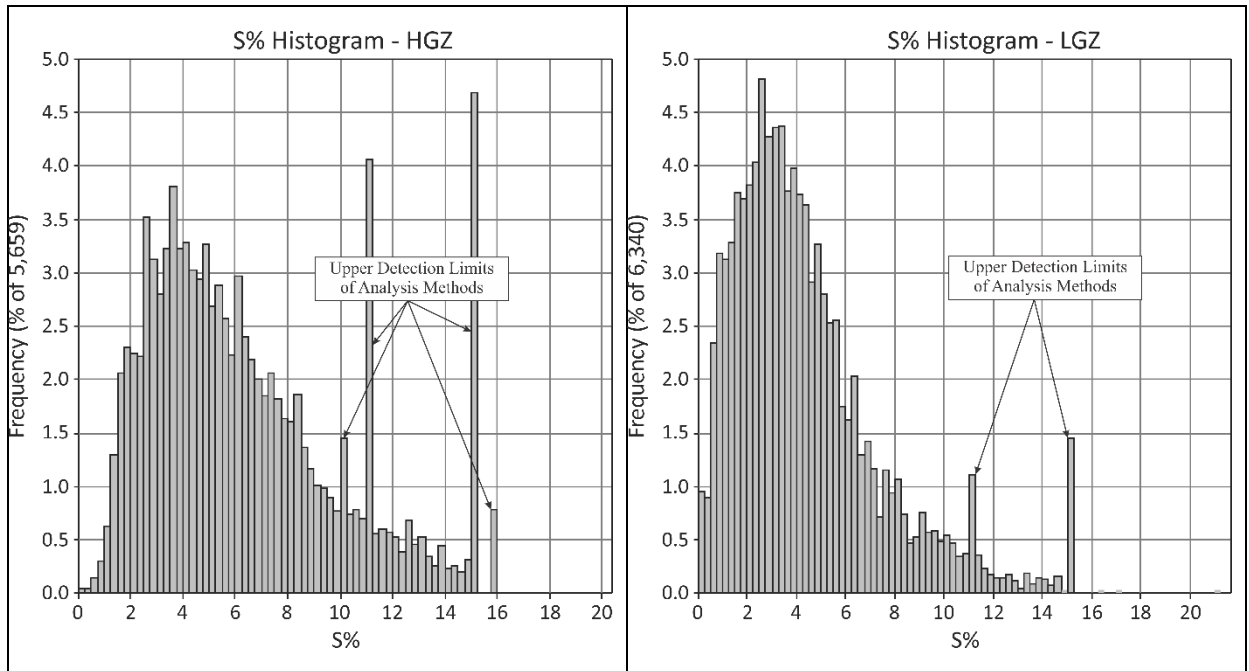 S% Histogram - HGZ
5.0
4.5
4.0
3.5
3.0
2.5
2.0
1.5
1.0
0.5
0.0
Frequency (% of 5,659)
Upper Detection Limits
of Analysis Methods
0 2 4 6 8 10 12 14 16 18 20
S%
S% Histogram - LGZ
5.0
4.5
4.0
3.5
3.0
2.5
2.0
1.5
1.0
0.5
0.0
Frequency (% of 6,340)
Upper Detection Limits
of Analysis Methods
0 2 4 6 8 10 12 14 16 18 20
S%